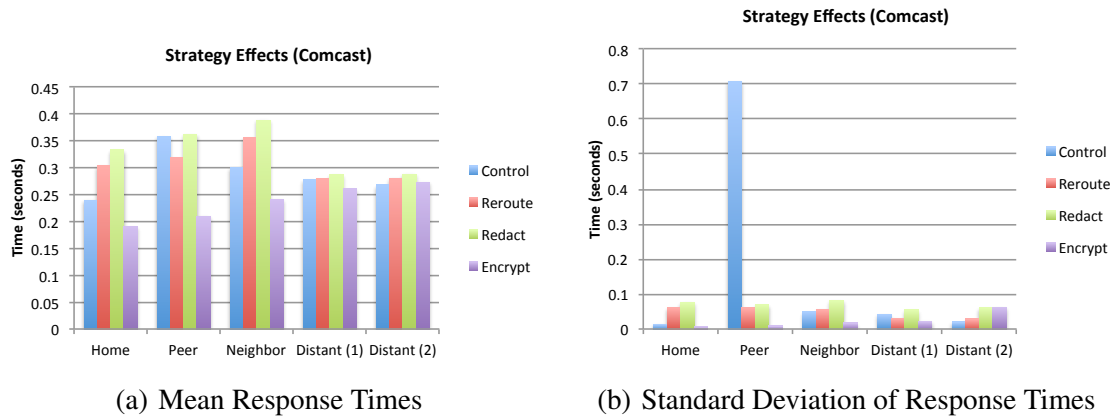 Strategy Effects (Comcast)
Time (seconds)
0.45
0.4
0.35
0.3
0.25
0.2
0.15
0.1
0.05
0
Home Peer Neighbor Distant (1) Distant (2)
Control
Reroute
Redact
Encrypt
(a) Mean Response Times
Strategy Effects (Comcast)
Time (seconds)
0.8
0.7
0.6
0.5
0.4
0.3
0.2
0.1
0
Home Peer Neighbor Distant (1) Distant (2)
Control
Reroute
Redact
Encrypt
(b) Standard Deviation of Response Times